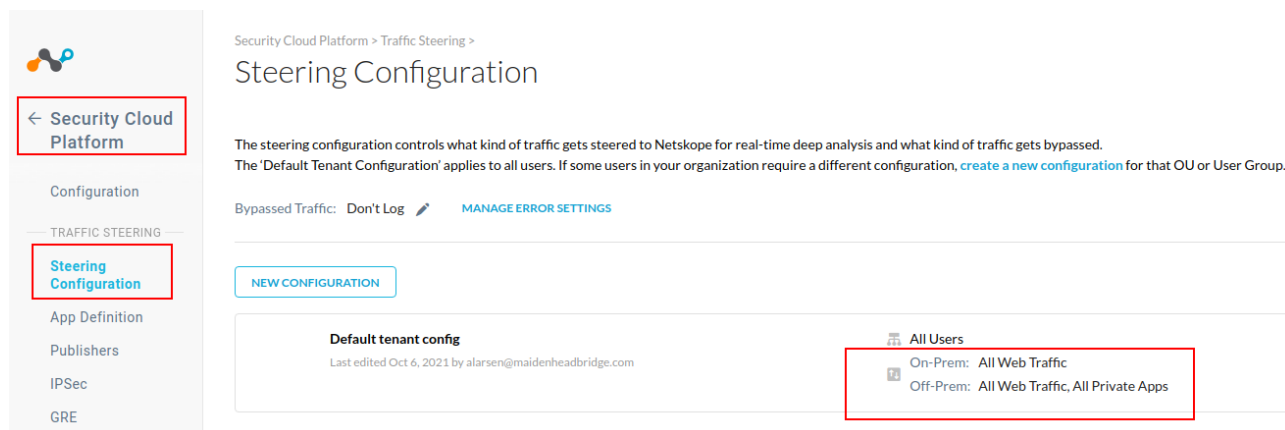 Security Cloud Platform > Traffic Steering >
Steering Configuration
← Security Cloud
Platform
The steering configuration controls what kind of traffic gets steered to Netskope for real-time deep analysis and what kind of traffic gets bypassed.
The 'Default Tenant Configuration' applies to all users. If some users in your organization require a different configuration, create a new configuration for that OU or User Group.
Configuration
Bypassed Traffic: Don't Log MANAGE ERROR SETTINGS
TRAFFIC STEERING
Steering
Configuration
App Definition
Publishers
IPSec
GRE
NEW CONFIGURATION
Default tenant config
Last edited Oct 6, 2021 by alarsen@maidenheadbridge.com
All Users
On-Prem: All Web Traffic
Off-Prem: All Web Traffic, All Private Apps